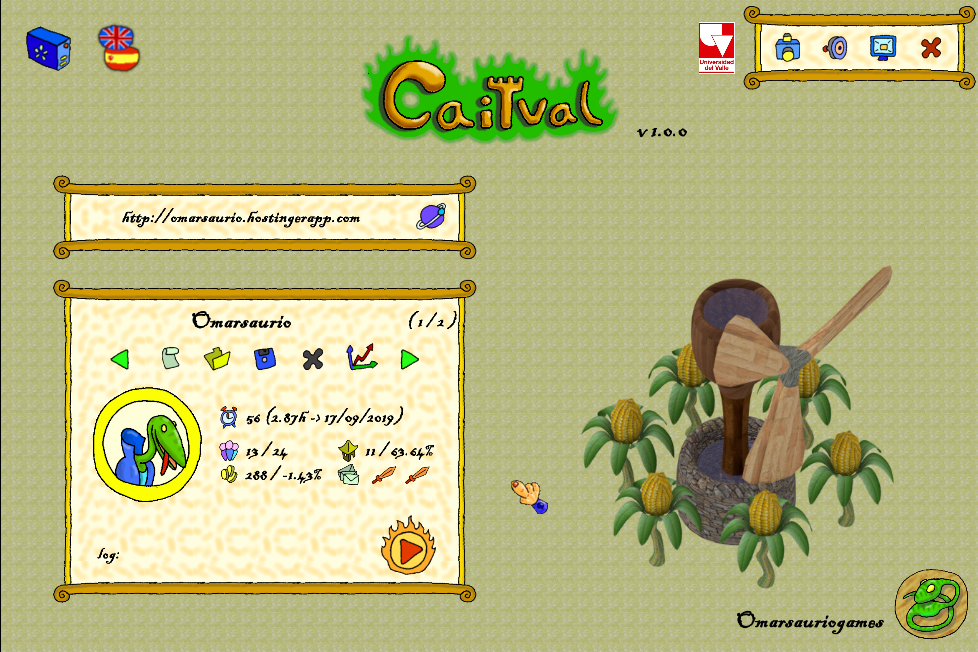 Universidad
del Valle
CaiTval
v 1.0.0
http://omarsaurio.hostingerapp.com
Omarsaurio
(1/2)
56 (2.87h -> 17/09/2019)
13 / 24
11 / 63.64%
288 / -1.43%
log:
Omarsauriogames